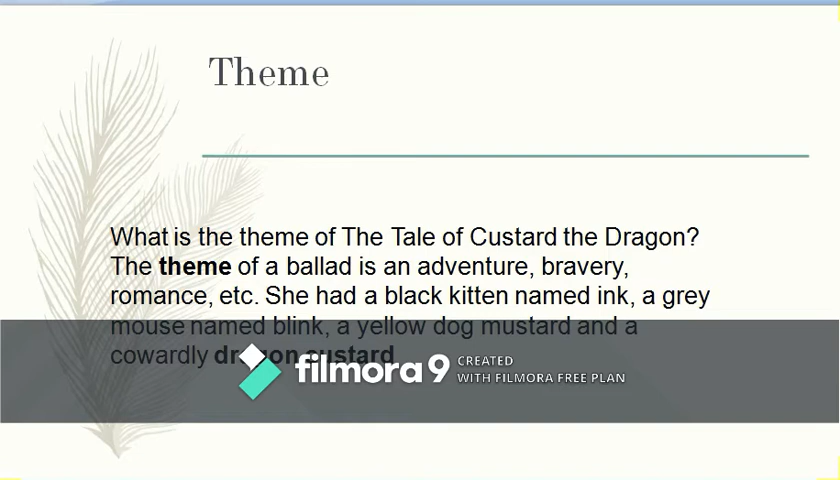 Theme
What is the theme of The Tale of Custard the Dragon?
The theme of a ballad is an adventure, bravery,
romance, etc. She had a black kitten named ink, a grey
mouse named blink, a yellow dog mustard and a
cowardly dragon custard
filmora 9 CREATED
WITH FILMORA FREE PLAN